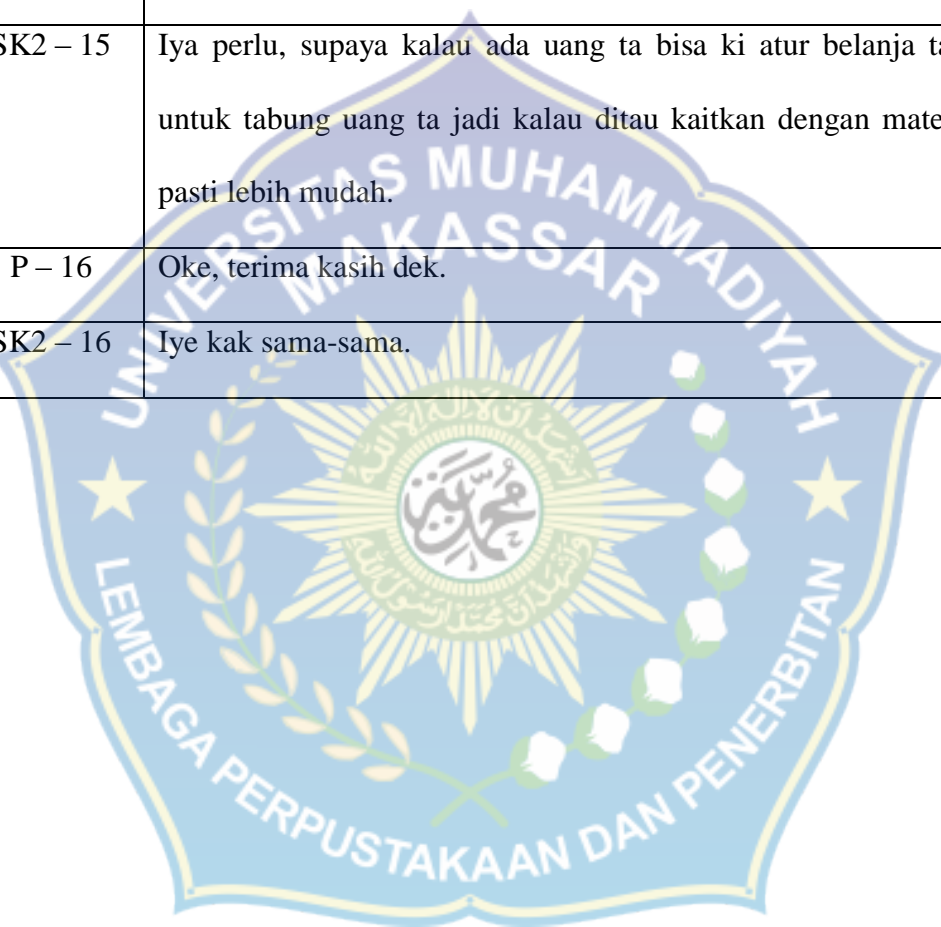 SK2 – 15 Iya perlu, supaya kalau ada uang ta bisa ki atur belanja ta
untuk tabung uang ta jadi kalau ditau kaitkan dengan mate
pasti lebih mudah.
P – 16 Oke, terima kasih dek.
SK2 – 16 Iye kak sama-sama.
UNIVERSITAS MUHAMMADIYAH
MAKASSAR
محمد
LEMBAGA PERPUSTAKAAN DAN PENERBITAN